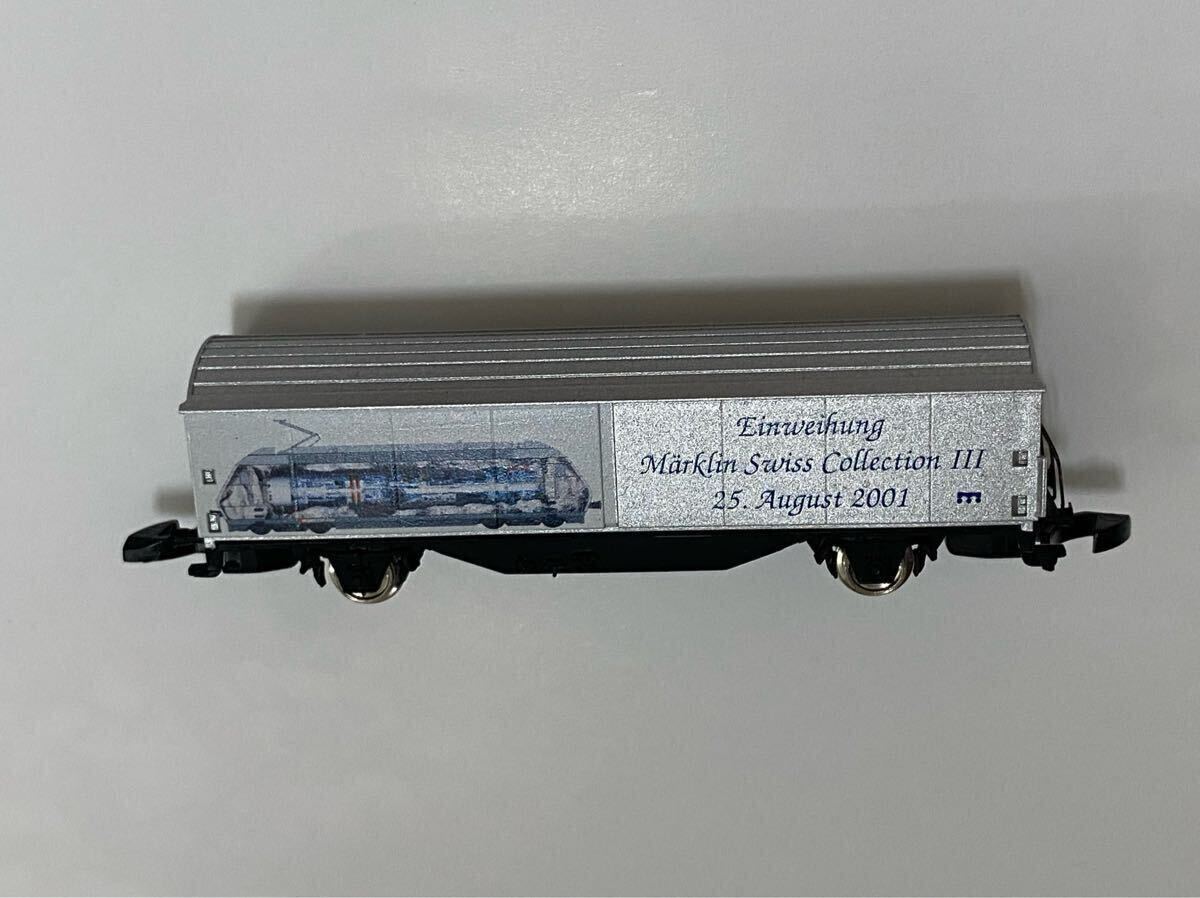 Einweihung
Märklin Swiss Collection III
25. August 2001